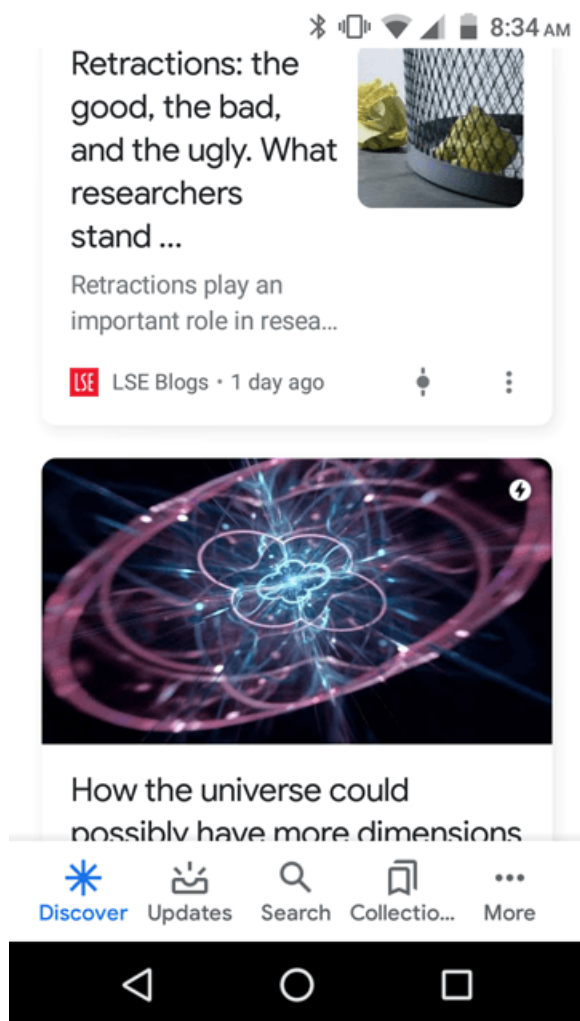 8:34 AM
Retractions: the
good, the bad,
and the ugly. What
researchers
stand ...
Retractions play an
important role in resea...
LSE LSE Blogs • 1 day ago
How the universe could
possibly have more dimensions
Discover Updates Search Collectio... More